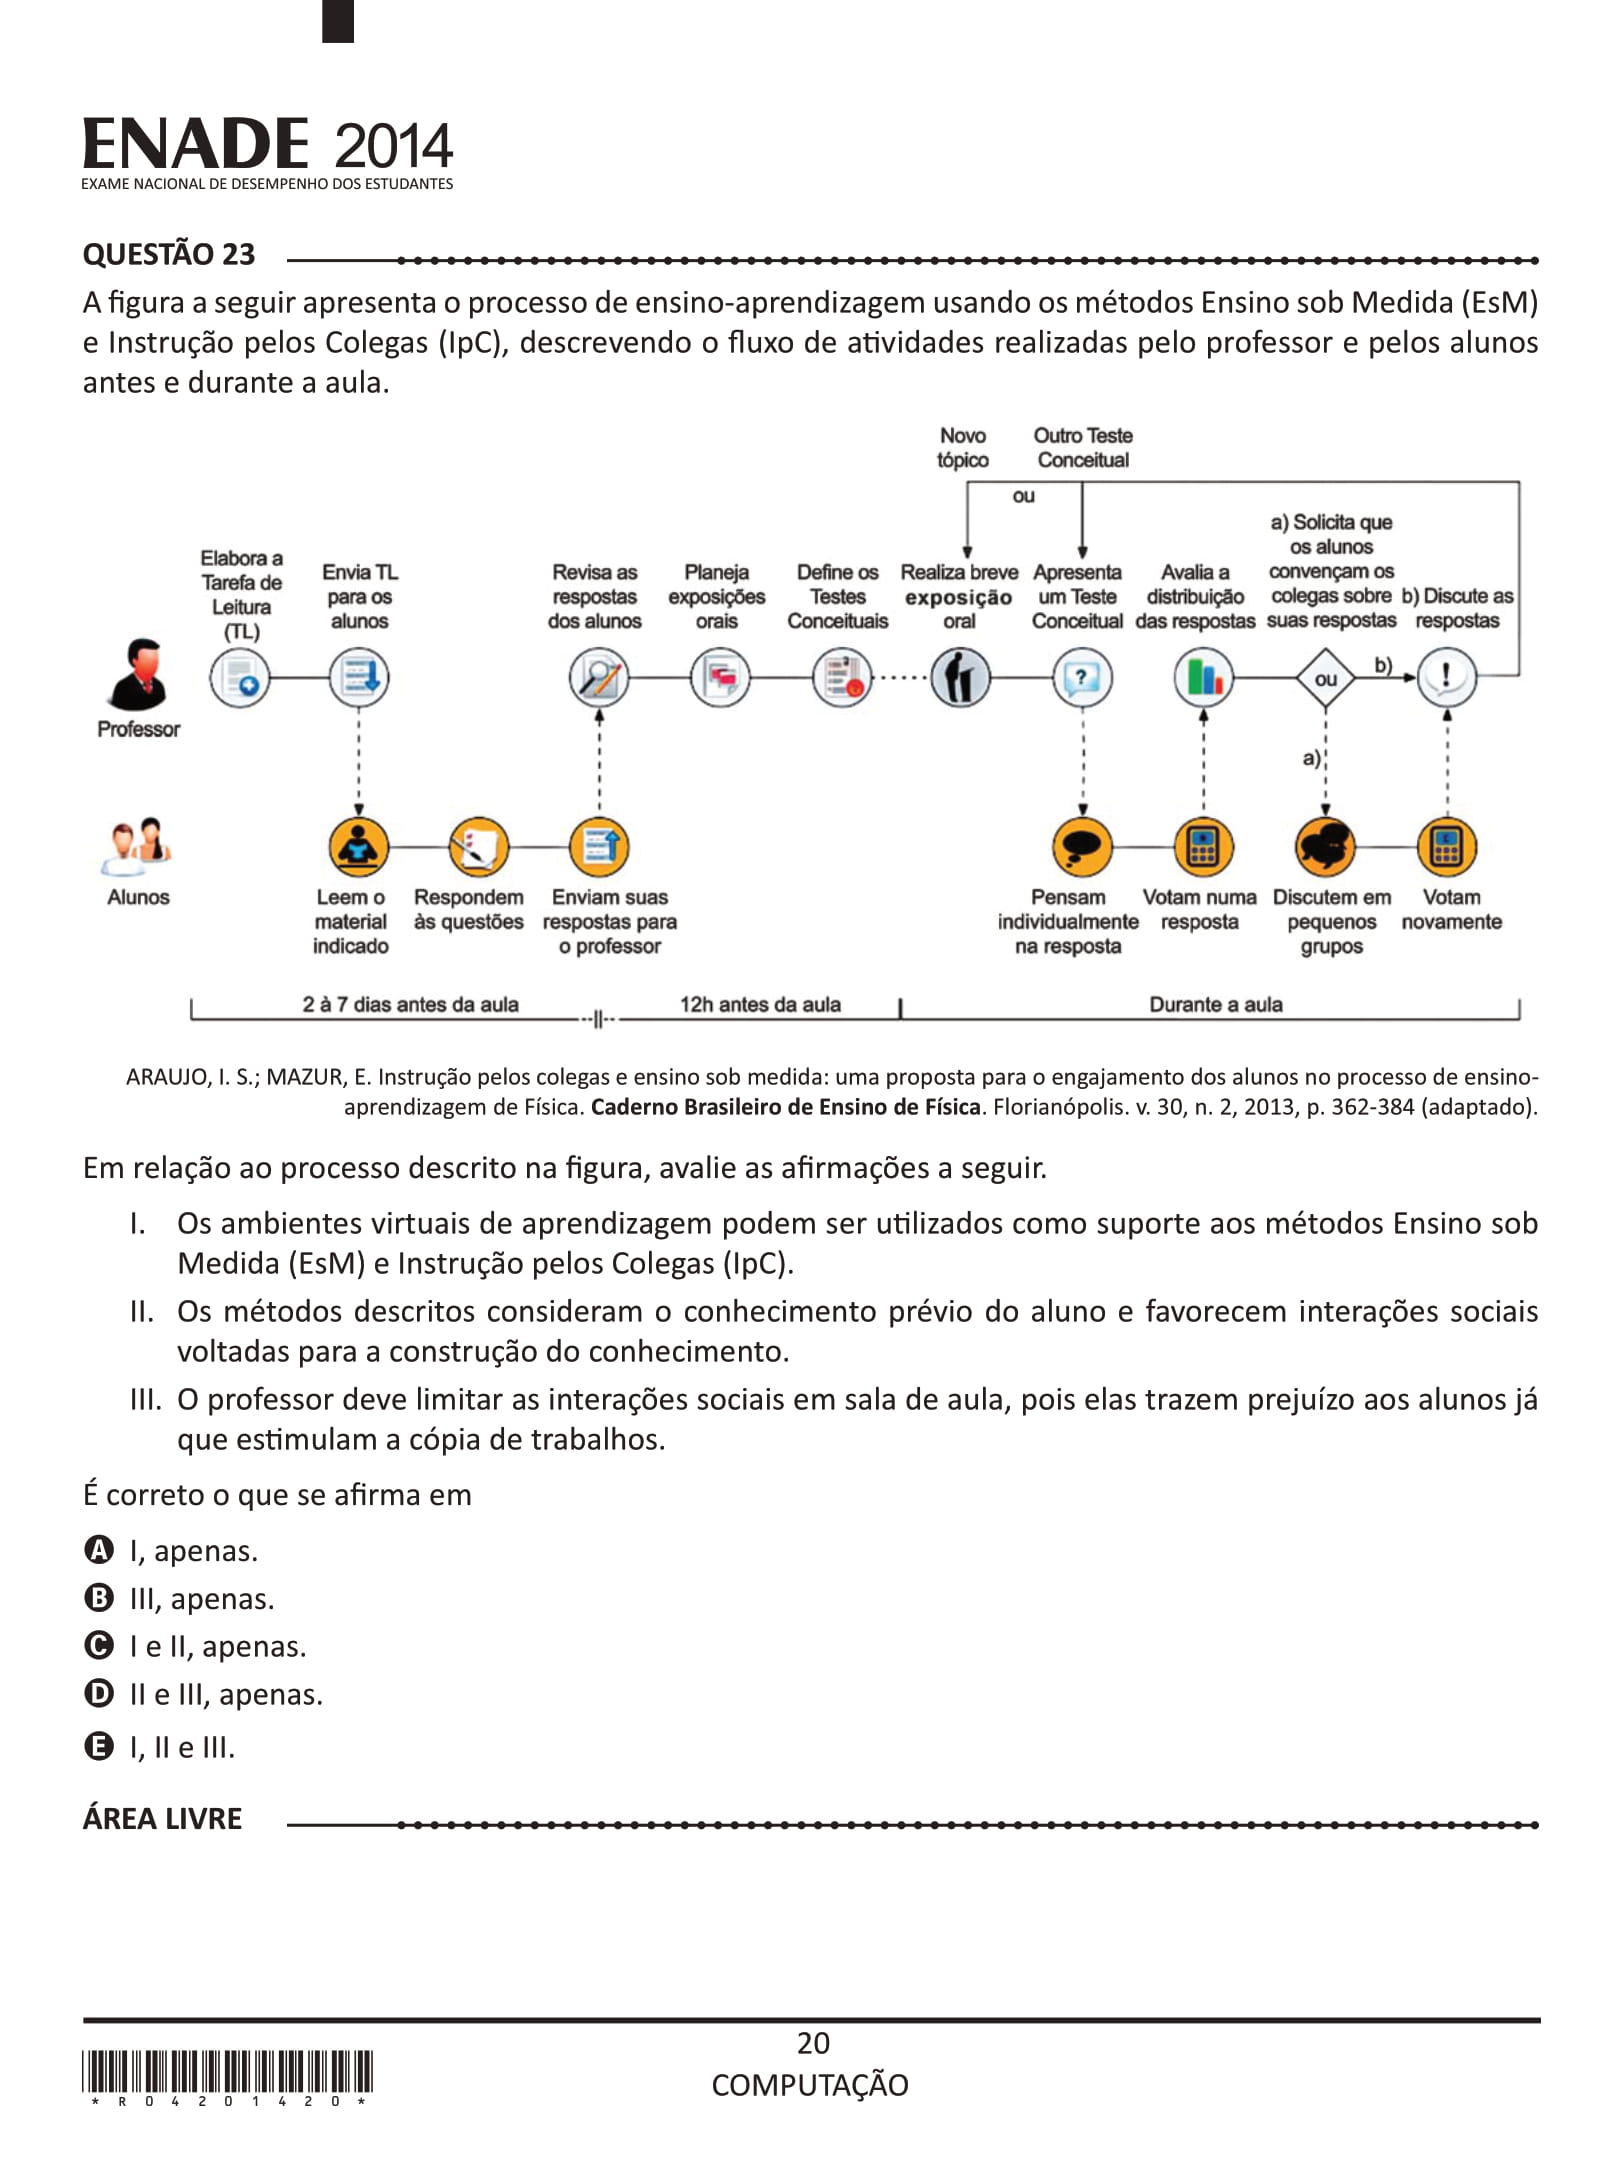 ENADE 2014
EXAME NACIONAL DE DESEMPENHO DOS ESTUDANTES
QUESTÃO 23
A figura a seguir apresenta o processo de ensino-aprendizagem usando os métodos Ensino sob Medida (EsM)
e Instrução pelos Colegas (IpC), descrevendo o fluxo de atividades realizadas pelo professor e pelos alunos
antes e durante a aula.
Novo
tópico
Outro Teste
Conceitual
ou
Elabora a
Tarefa de
Leitura
(TL)
Envia TL
para os
alunos
Revisa as
respostas
dos alunos
Planeja
exposições
orais
Define os
Testes
Conceituais
Realiza breve
exposição
oral
Apresenta
um Teste
Conceitual
Avalia a
distribuição
das respostas
a) Solicita que
os alunos
convençam os
colegas sobre
suas respostas
b) Discute as
respostas
?
ou
b)
!
Professor
a)
Alunos
Leem o
material
indicado
Respondem
às questões
Enviam suas
respostas para
o professor
Pensam
individualmente
na resposta
Votam numa
resposta
Discutem em
pequenos
grupos
Votam
novamente
2 à 7 dias antes da aula
12h antes da aula
Durante a aula
ARAUJO, I. S.; MAZUR, E. Instrução pelos colegas e ensino sob medida: uma proposta para o engajamento dos alunos no processo de ensino-
aprendizagem de Física. Caderno Brasileiro de Ensino de Física. Florianópolis. v. 30, n. 2, 2013, p. 362-384 (adaptado).
Em relação ao processo descrito na figura, avalie as afirmações a seguir.
I. Os ambientes virtuais de aprendizagem podem ser utilizados como suporte aos métodos Ensino sob
Medida (EsM) e Instrução pelos Colegas (IpC).
II. Os métodos descritos consideram o conhecimento prévio do aluno e favorecem interações sociais
voltadas para a construção do conhecimento.
III. O professor deve limitar as interações sociais em sala de aula, pois elas trazem prejuízo aos alunos já
que estimulam a cópia de trabalhos.
É correto o que se afirma em
A I, apenas.
B III, apenas.
C I e II, apenas.
D II e III, apenas.
E I, II e III.
ÁREA LIVRE
20
COMPUTAÇÃO
* R 0 4 2 0 1 4 2 0 *